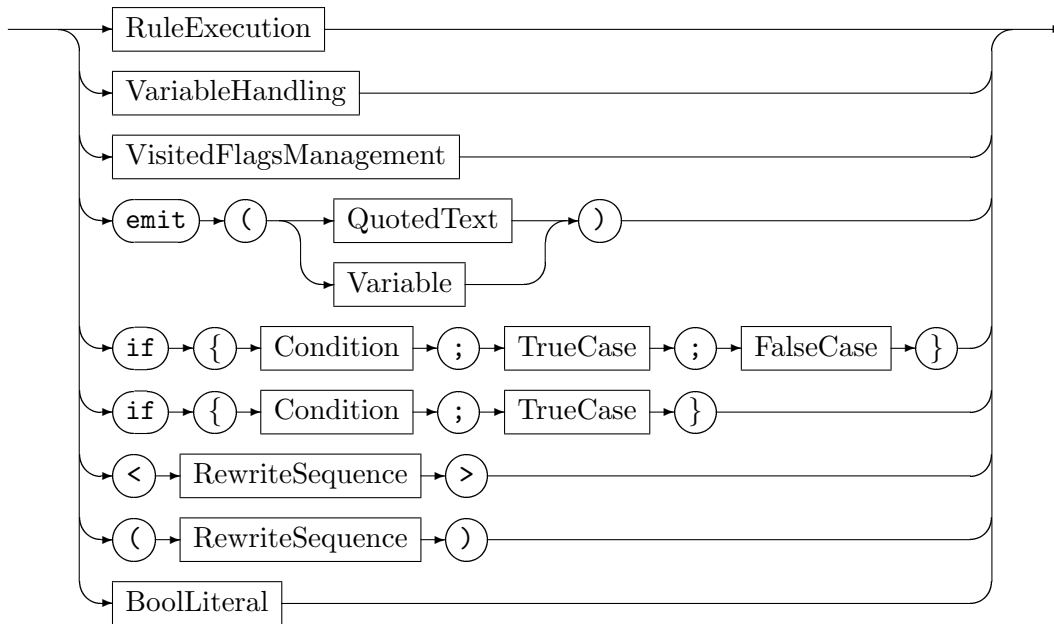 RuleExecution
VariableHandling
VisitedFlagsManagement
emit ( QuotedText )
Variable
if { Condition ; TrueCase ; FalseCase }
if { Condition ; TrueCase }
< RewriteSequence >
( RewriteSequence )
BoolLiteral